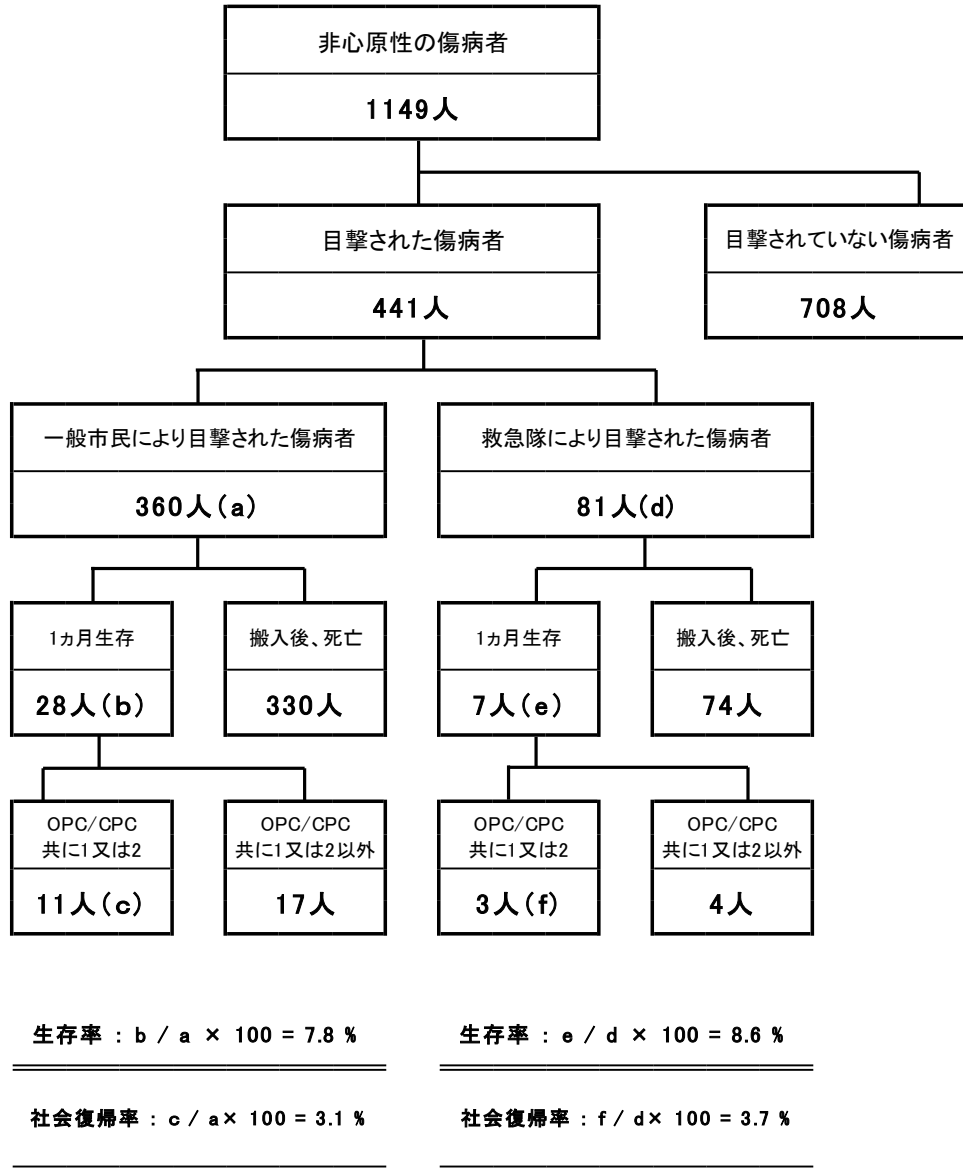 非心原性の傷病者
1149人
目撃された傷病者
目撃されていない傷病者
441人
708人
一般市民により目撃された傷病者
救急隊により目撃された傷病者
360人(a)
81人(d)
1ヵ月生存
搬入後、死亡
1ヵ月生存
搬入後、死亡
28人(b)
330人
7人(e)
74人
OPC/CPC
共に1又は2
OPC/CPC
共に1又は2以外
OPC/CPC
共に1又は2
OPC/CPC
共に1又は2以外
11人(c)
17人
3人(f)
4人
生存率 : b / a × 100 = 7.8 %
生存率 : e / d × 100 = 8.6 %
社会復帰率 : c / a× 100 = 3.1 %
社会復帰率 : f / d× 100 = 3.7 %